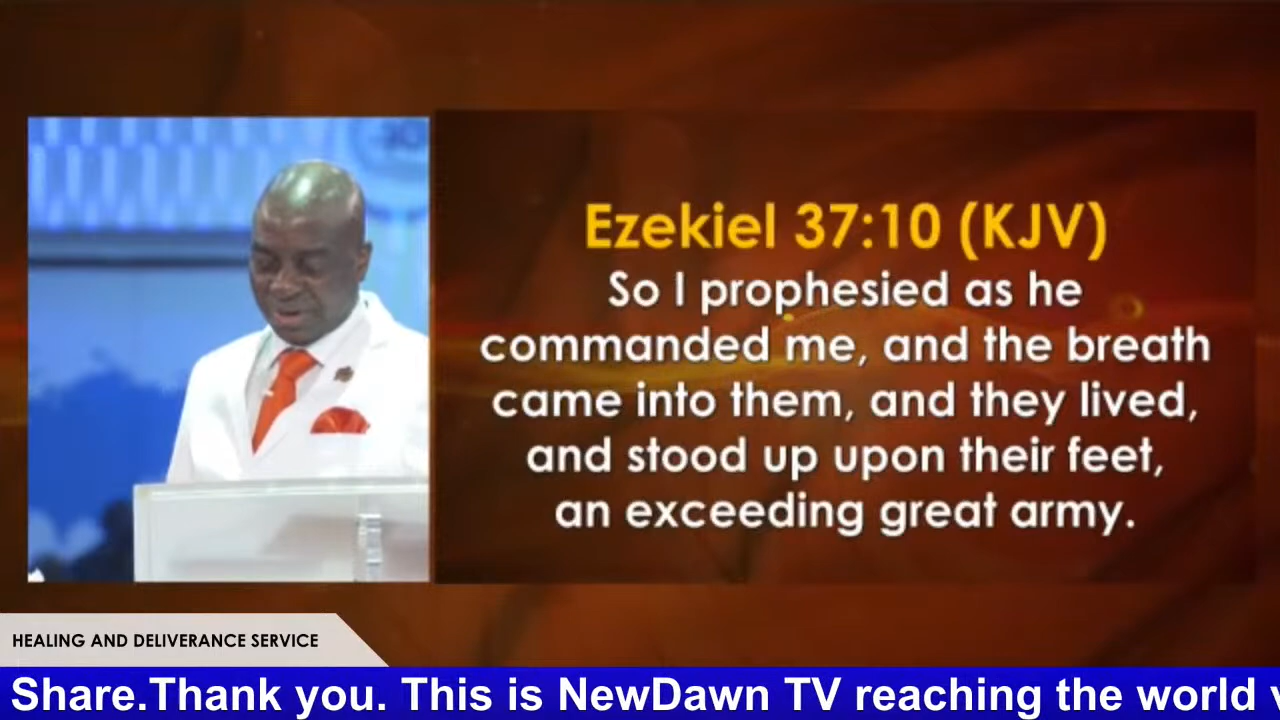 Ezekiel 37:10 (KJV)
So I prophesied as he
commanded me, and the breath
came into them, and they lived,
and stood up upon their feet,
an exceeding great army.
HEALING AND DELIVERANCE SERVICE
Share.Thank you. This is NewDawn TV reaching the world